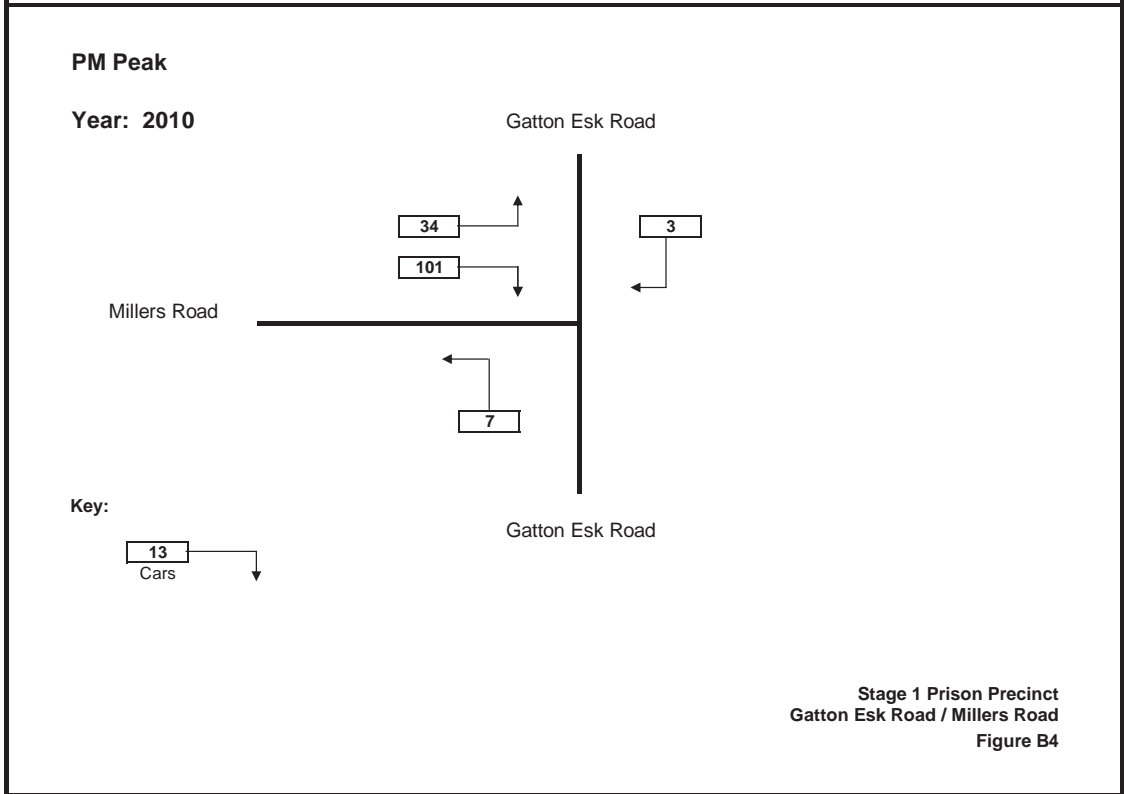 PM Peak
Year: 2010
Gatton Esk Road
34
3
101
Millers Road
7
Key:
Gatton Esk Road
13
Cars
Stage 1 Prison Precinct
Gatton Esk Road / Millers Road
Figure B4